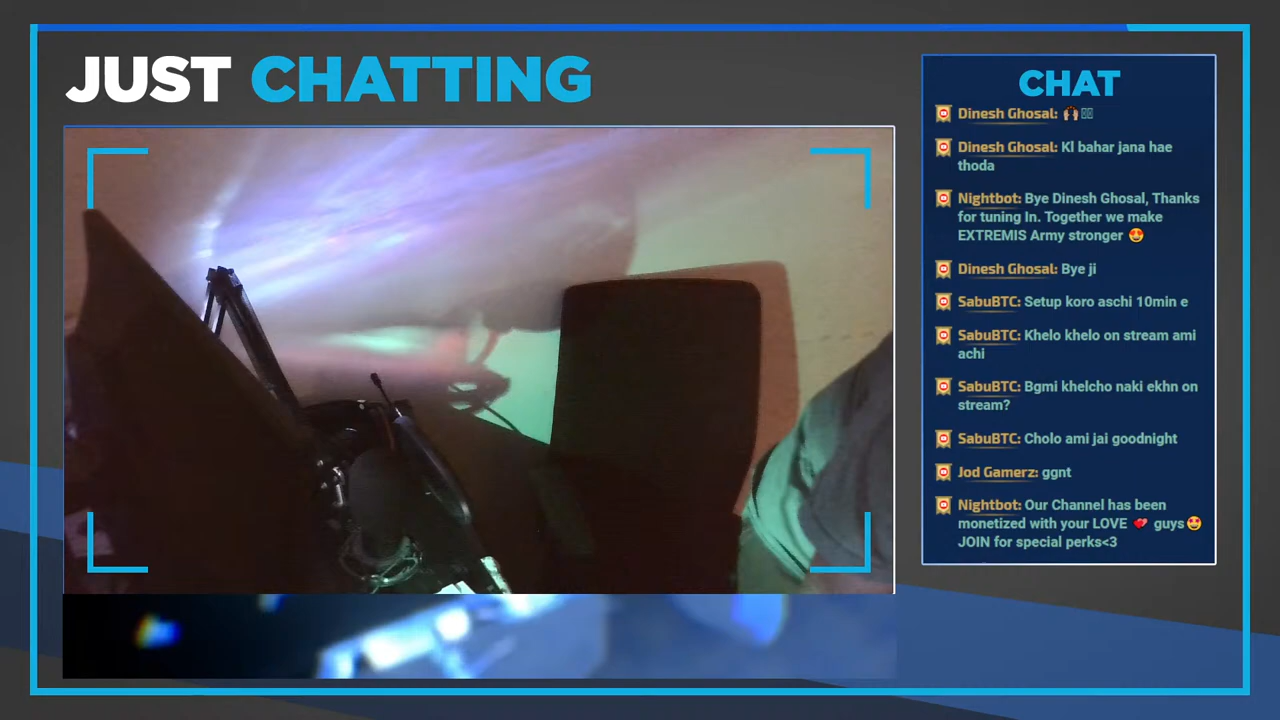 JUST CHATTING
CHAT
Dinesh Ghosal: 🙌🏿
Dinesh Ghosal: Kl bahar jana hae
thoda
Nightbot: Bye Dinesh Ghosal, Thanks
for tuning In. Together we make
EXTREMIS Army stronger 😍
Dinesh Ghosal: Bye ji
SabuBTC: Setup koro aschi 10min e
SabuBTC: Khelo khelo on stream ami
achi
SabuBTC: Bgmi khelcho naki ekhn on
stream?
SabuBTC: Cholo ami jai goodnight
Jod Gamerz: ggnt
Nightbot: Our Channel has been
monetized with your LOVE 💕 guys😍
JOIN for special perks<3